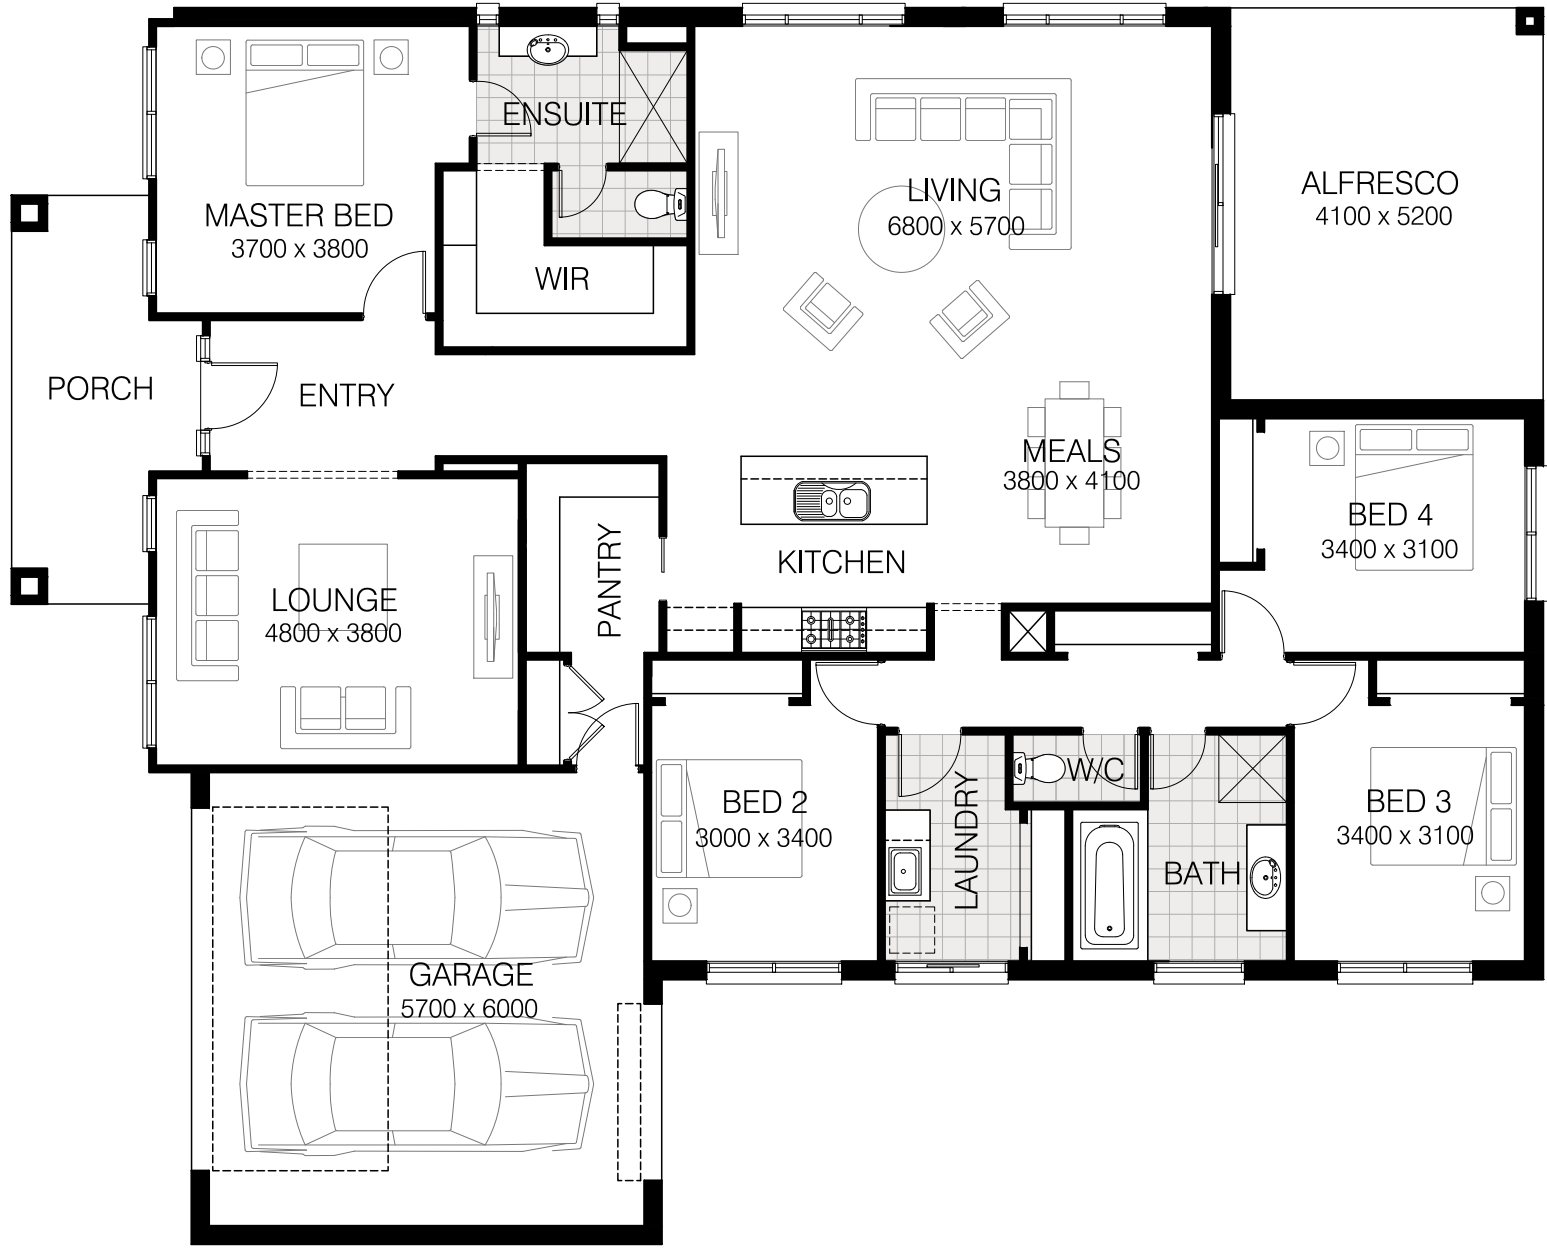 ENSUITE
MASTER BED
3700 x 3800
WIR
LIVING
6800 x 5700
ALFRESCO
4100 x 5200
PORCH
ENTRY
MEALS
3800 x 4100
KITCHEN
PANTRY
LOUNGE
4800 x 3800
BED 4
3400 x 3100
BED 2
3000 x 3400
LAUNDRY
W/C
BATH
BED 3
3400 x 3100
GARAGE
5700 x 6000